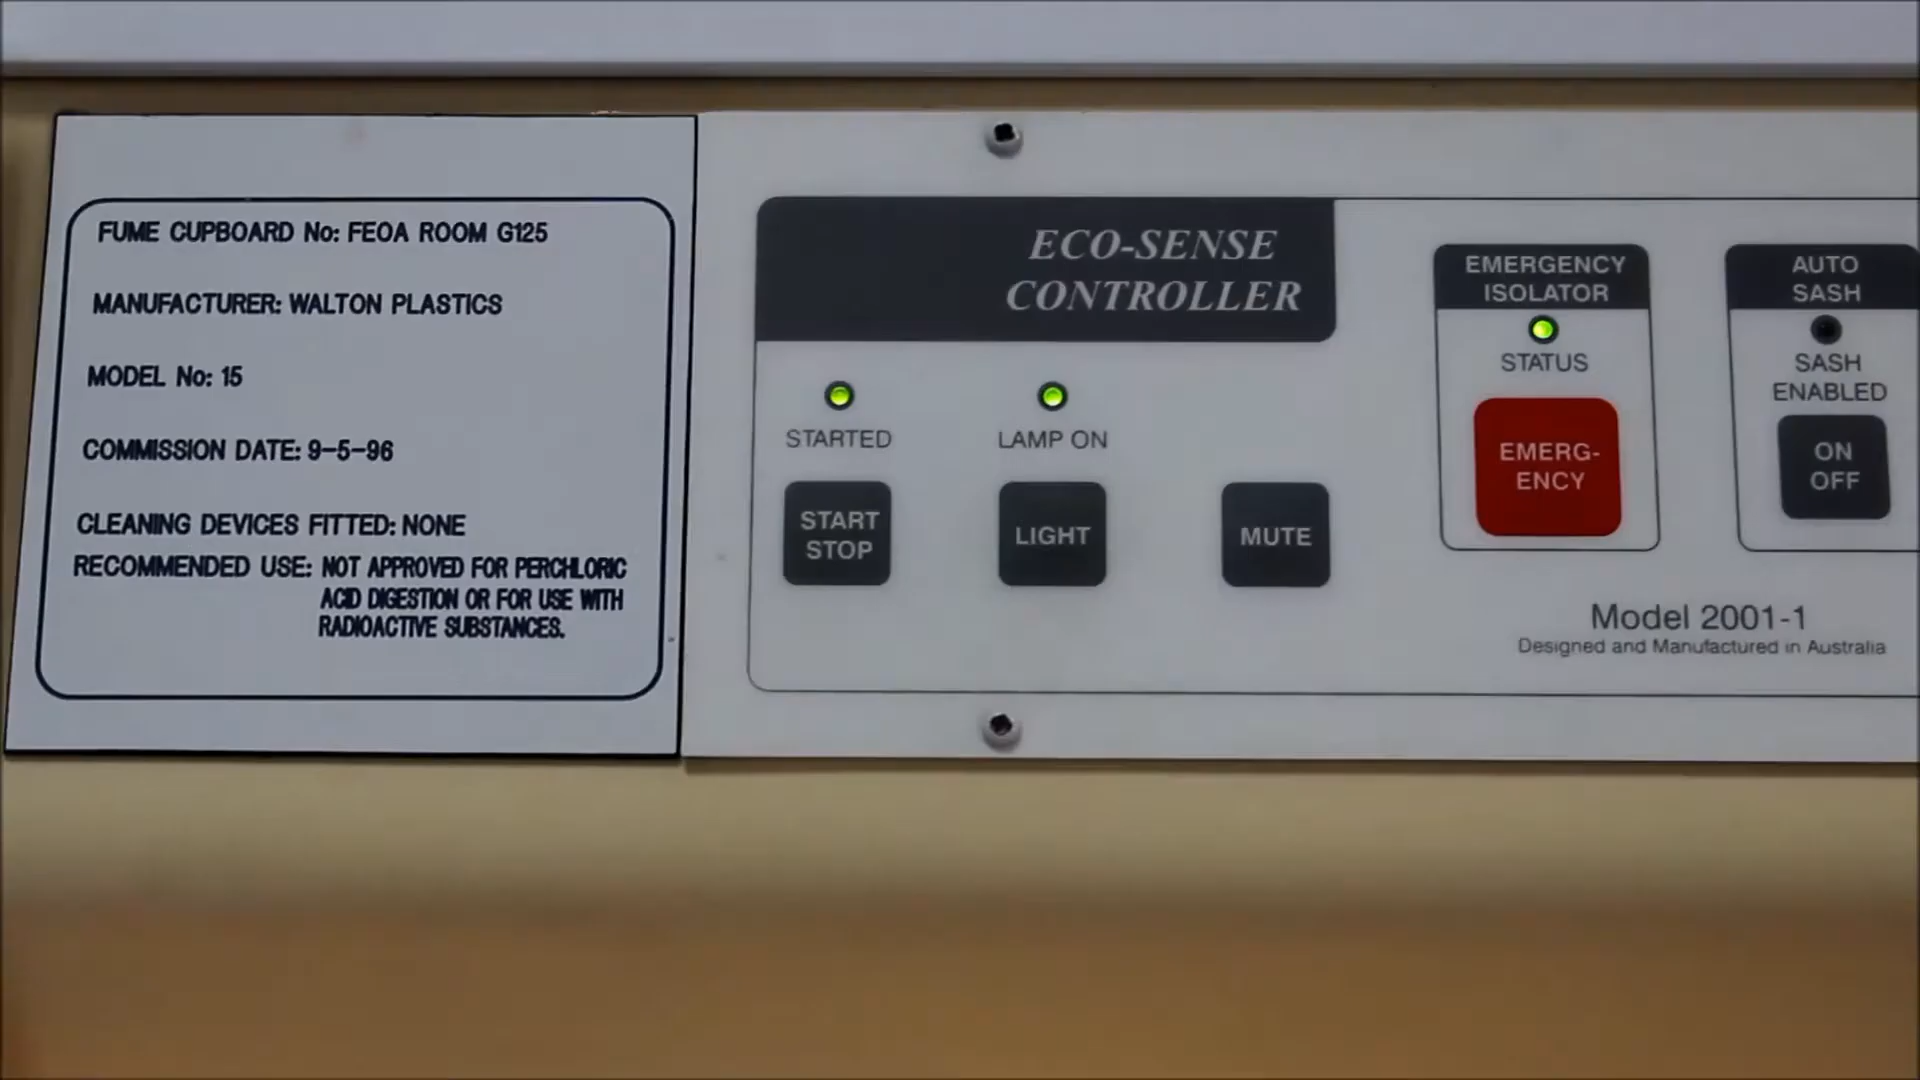 FUME CUPBOARD No: FEOA ROOM G125
MANUFACTURER: WALTON PLASTICS
MODEL No: 15
COMMISSION DATE: 9-5-96
CLEANING DEVICES FITTED: NONE
RECOMMENDED USE: NOT APPROVED FOR PERCHLORIC
ACID DIGESTION OR FOR USE WITH
RADIOACTIVE SUBSTANCES.
ECO-SENSE
CONTROLLER
STARTED
LAMP ON
START
STOP
LIGHT
MUTE
EMERGENCY
ISOLATOR
STATUS
EMERG-
ENCY
AUTO
SASH
SASH
ENABLED
ON
OFF
Model 2001-1
Designed and Manufactured in Australia